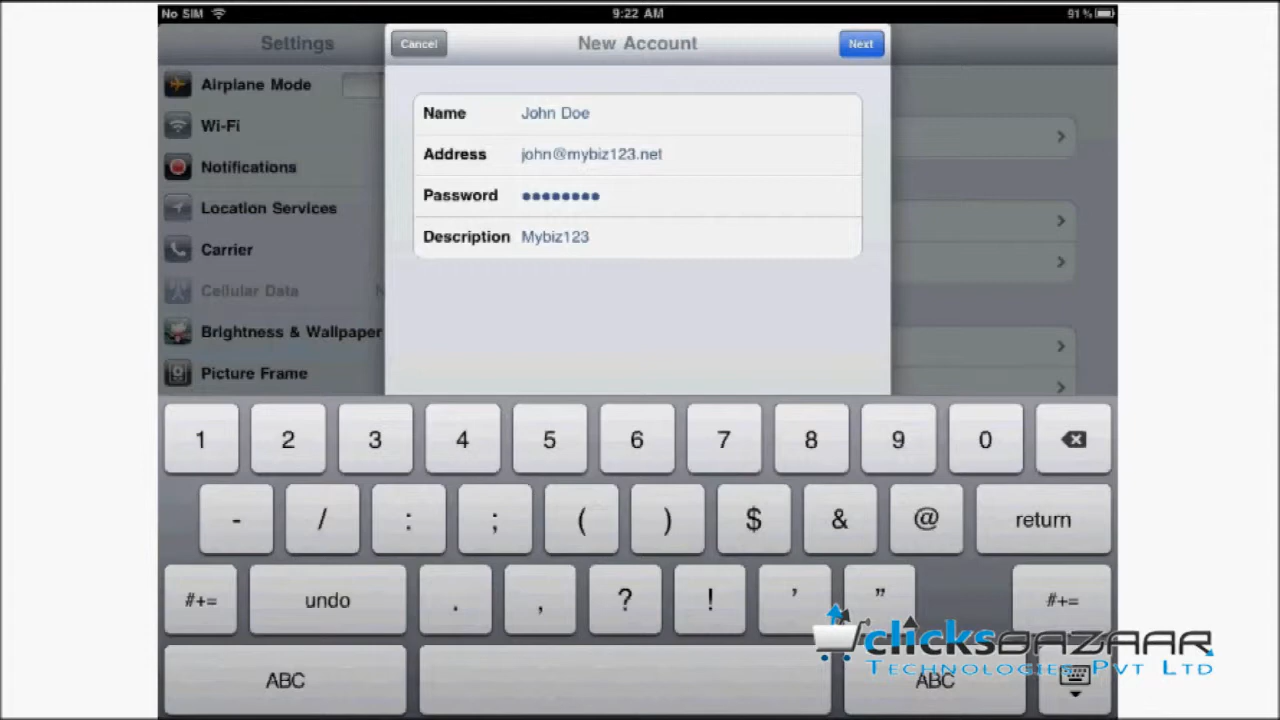 No SIM 9:22 AM 91%
Settings Cancel New Account Next
Airplane Mode
Name John Doe
Wi-Fi
Address john@mybiz123.net
Notifications
Password ●●●●●●●●
Location Services
Description Mybiz123
Carrier
Cellular Data
Brightness & Wallpaper
Picture Frame
1 2 3 4 5 6 7 8 9 0
- / : ; ( ) $ & @ return
#+= undo . , ? ! ’ ” #+=
clicksBAZAAR
Technologies Pvt Ltd
ABC ABC